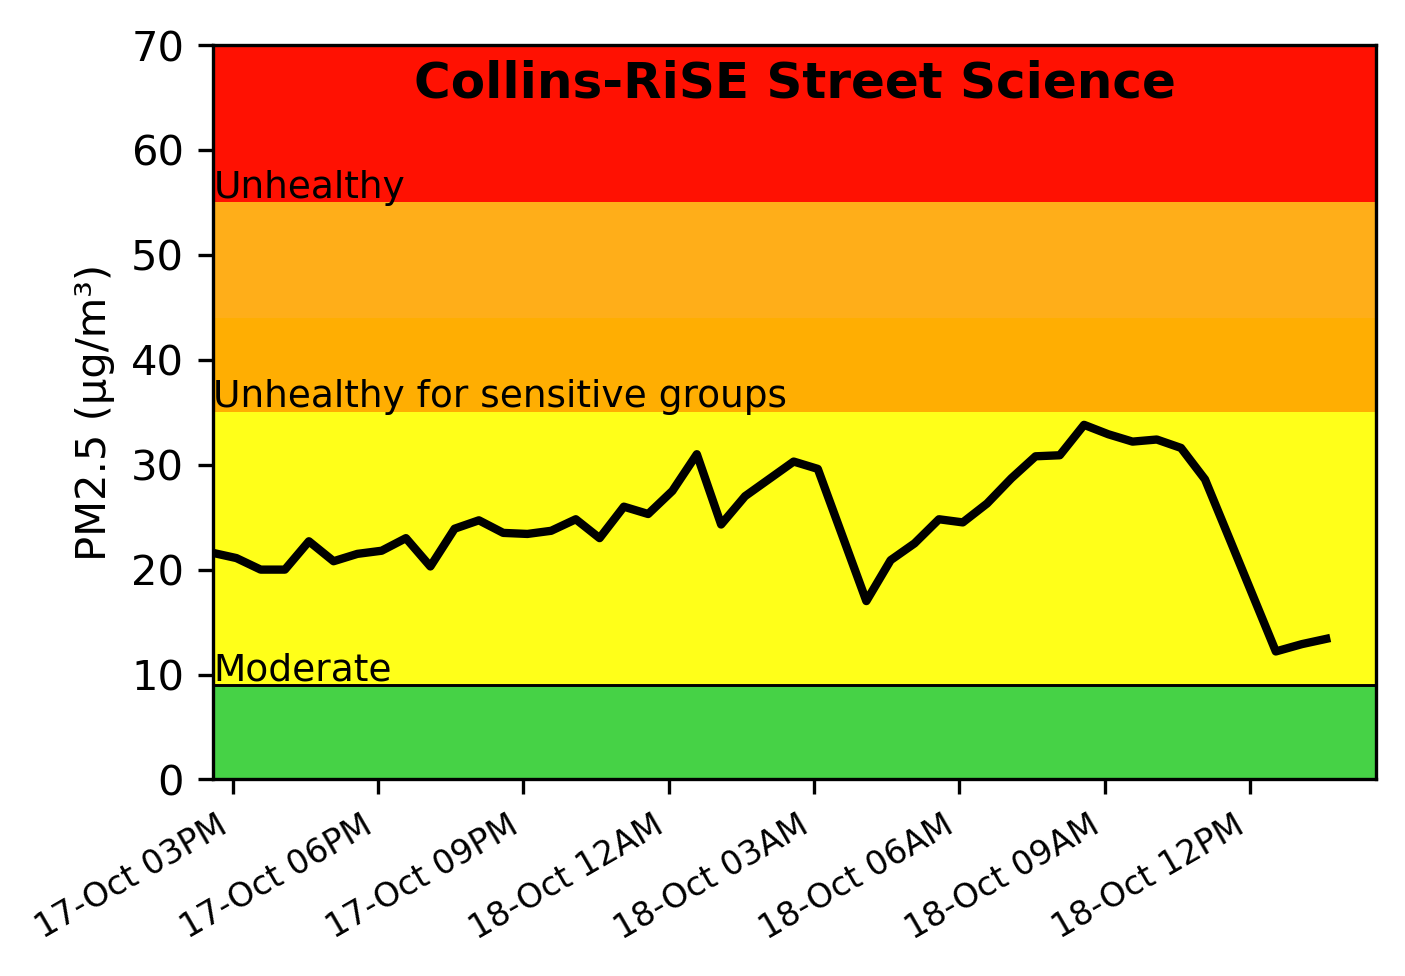 Collins-RiSE Street Science
70
60
Unhealthy
50
40
Unhealthy for sensitive groups
30
20
Moderate
10
0
PM2.5 (µg/m³)
17-Oct 03PM
17-Oct 06PM
17-Oct 09PM
18-Oct 12AM
18-Oct 03AM
18-Oct 06AM
18-Oct 09AM
18-Oct 12PM